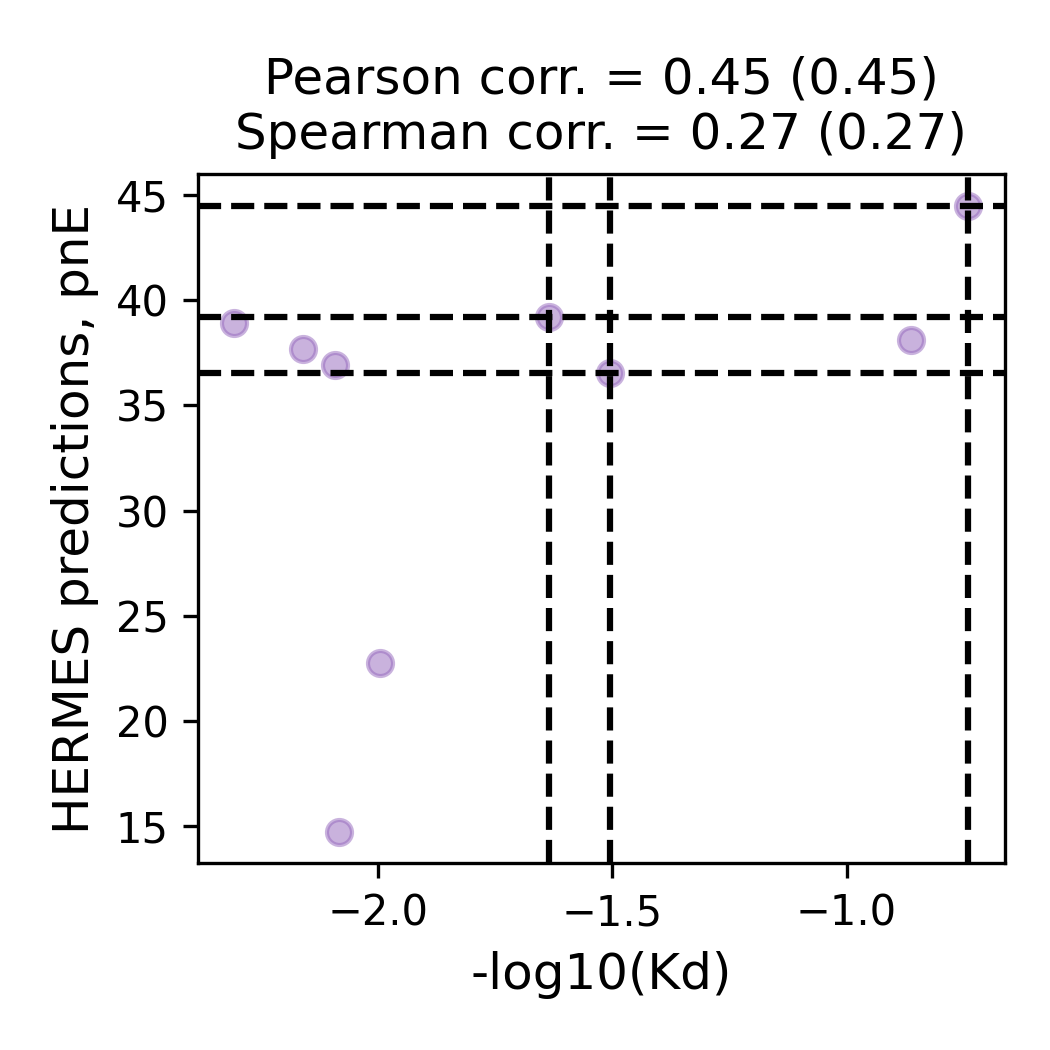 Pearson corr. = 0.45 (0.45)
Spearman corr. = 0.27 (0.27)
HERMES predictions, pnE
45
40
35
30
25
20
15
−2.0
−1.5
−1.0
-log10(Kd)